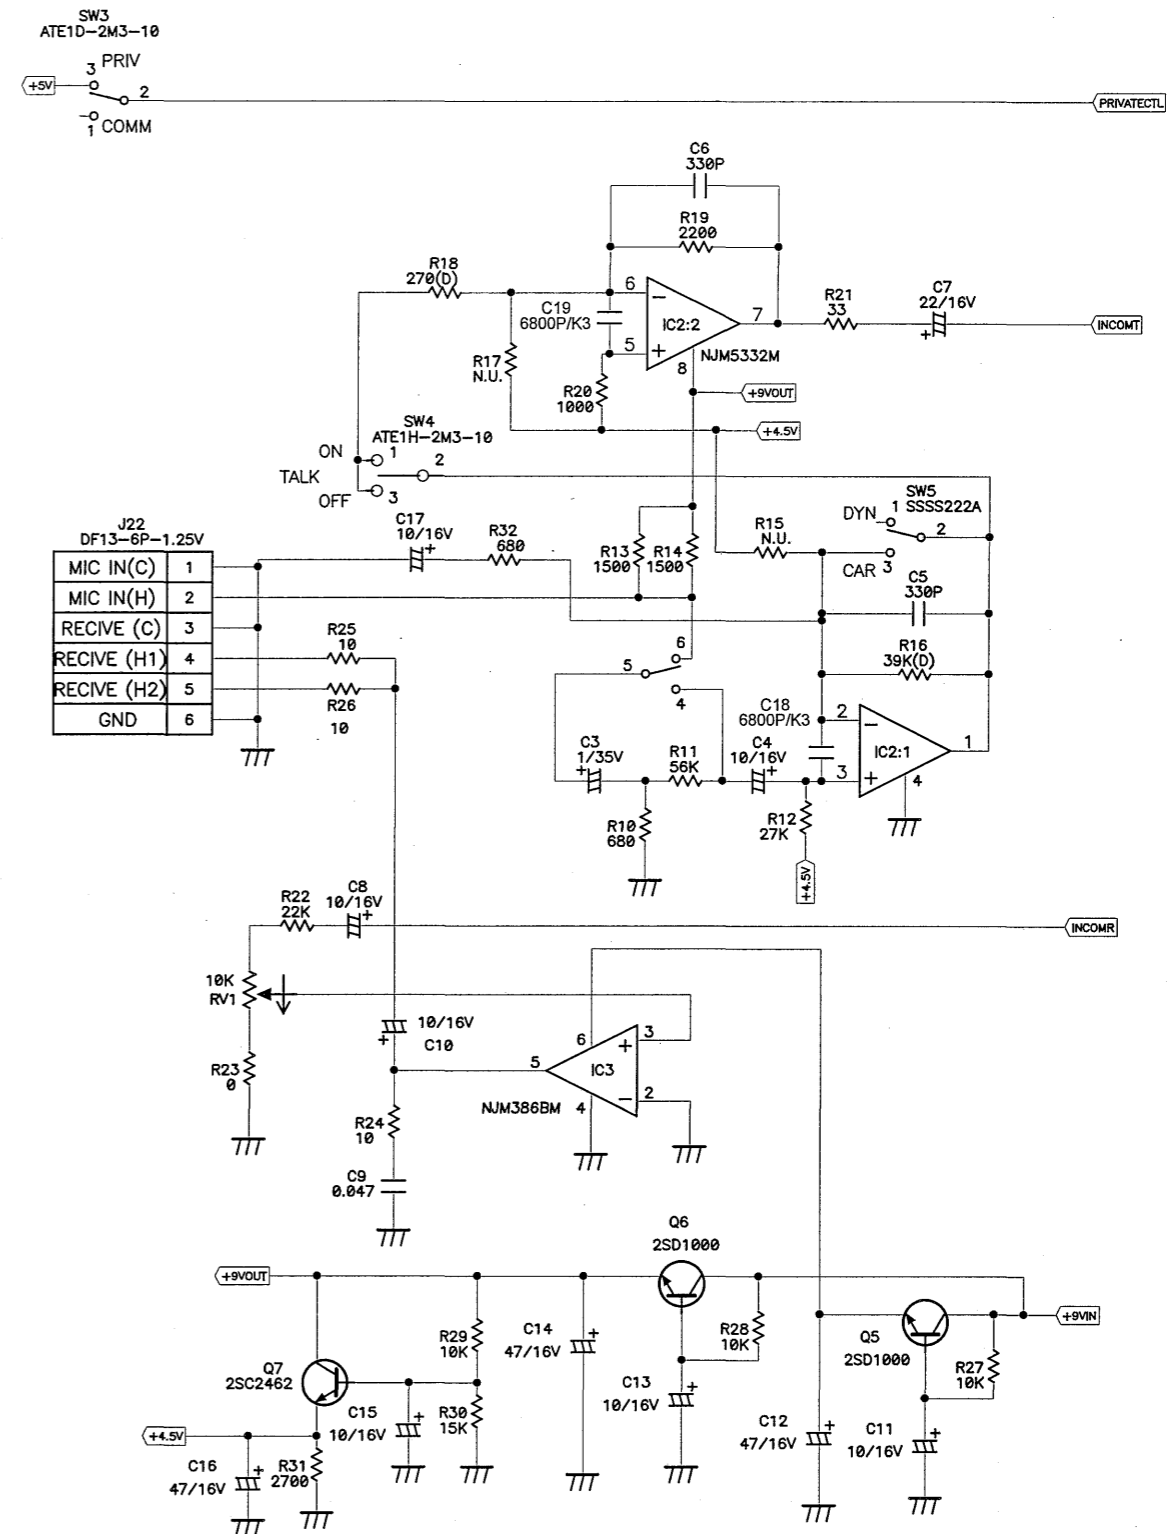 SW3
ATE1D-2M3-10
3 PRIV
+5V
2
PRIVATECTL
1 COMM
C6
330P
R19
2200
R18
270(D)
6
C19
6800P/K3
IC2:2
7
R21
33
C7
22/16V
+
INCOMT
5
NJM5332M
8
R17
N.U.
R20
1000
+9VOUT
+4.5V
SW4
ATE1H-2M3-10
ON
1
2
TALK
OFF
3
SW5
SSSS222A
DYN
1
2
CAR
3
R15
N.U.
C5
330P
R16
39K(D)
J22
DF13-6P-1.25V
MIC IN(C) 1
MIC IN(H) 2
RECIVE (C) 3
RECIVE (H1) 4
RECIVE (H2) 5
GND 6
C17
10/16V
+
R32
680
R13
1500
R14
1500
R25
10
R26
10
6
5
4
C18
6800P/K3
2
IC2:1
1
3
4
C3
1/35V
+
R11
56K
C4
10/16V
+
R10
680
R12
27K
+4.5V
R22
22K
C8
10/16V
+
INCOMR
10K
RV1
10/16V
+
C10
R23
0
6
3
5
IC3
2
4
NJM386BM
R24
10
C9
0.047
Q6
2SD1000
+9VOUT
+9VIN
R29
10K
C14
47/16V
+
R28
10K
Q5
2SD1000
R27
10K
Q7
2SC2462
C13
10/16V
+
C15
10/16V
+
R30
15K
C12
47/16V
+
C11
10/16V
+
+4.5V
C16
47/16V
+
R31
2700